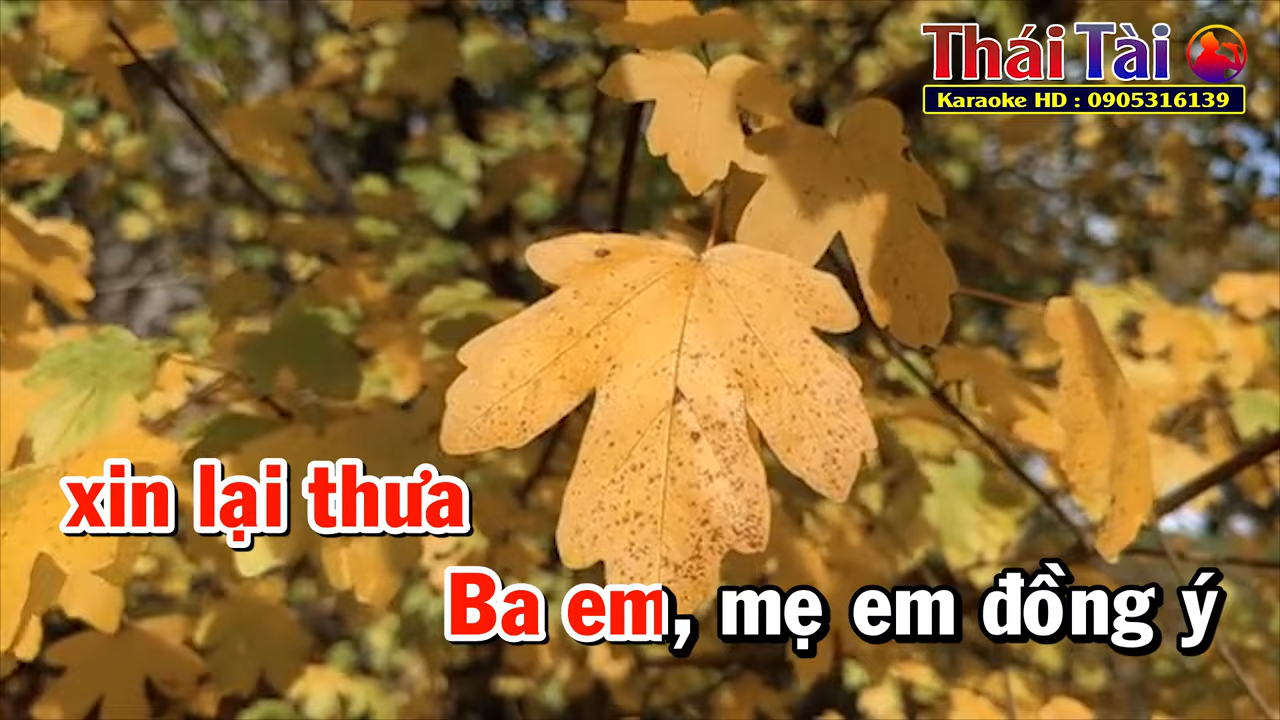 Thái Tài
Karaoke HD : 0905316139
xin lại thưa
Ba em, mẹ em đồng ý